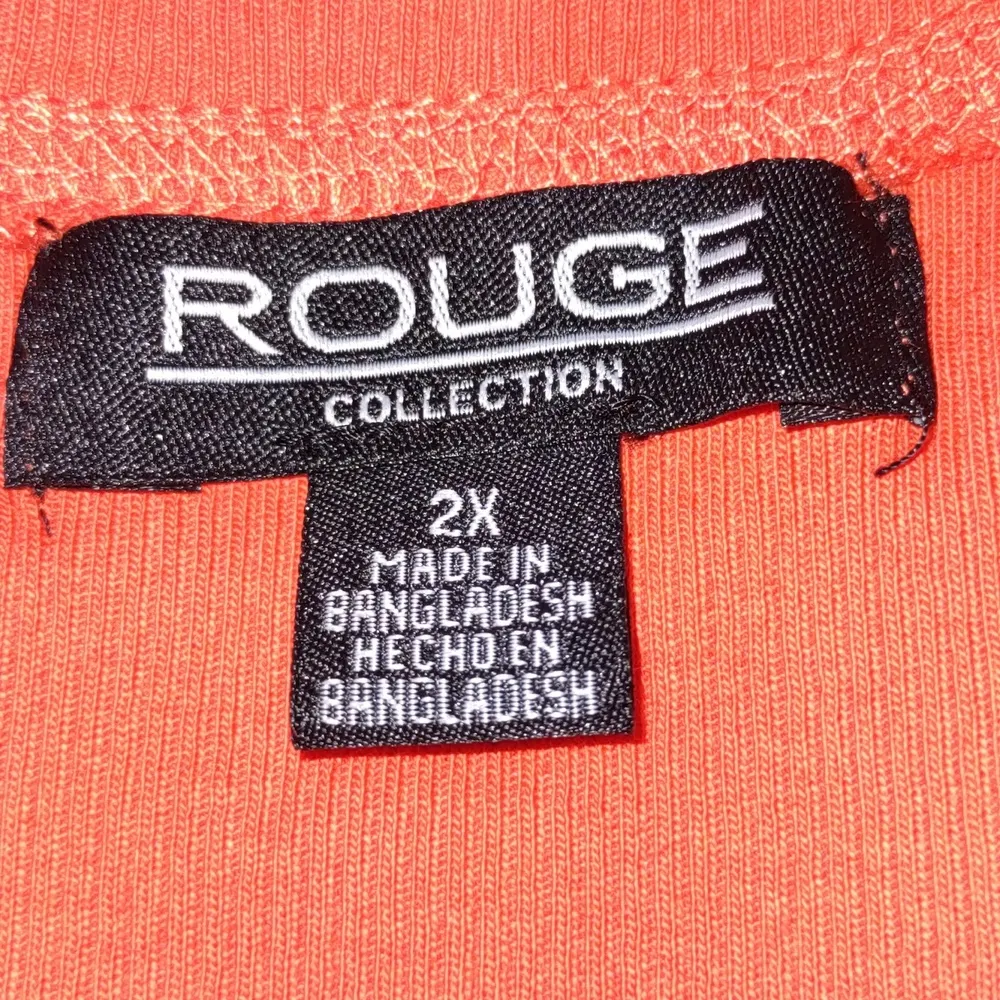 ROUGE
COLLECTION
2X
MADE IN
BANGLADESH
HECHO EN
BANGLADESH